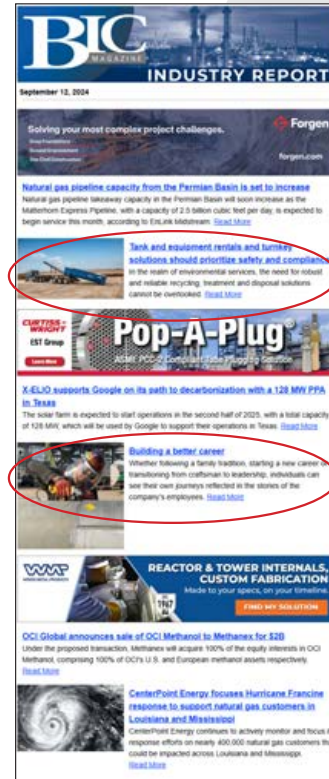 BIC
MAGAZINE
INDUSTRY REPORT
September 12, 2024
Solving your most complex project challenges.
Deep Foundations
Ground Improvement
Forgen
forgen.com
Natural gas pipeline capacity from the Permian Basin is set to increase
Natural gas pipeline takeaway capacity in the Permian Basin will soon increase as the
Matterhorn Express Pipeline, with a capacity of 2.5 billion cubic feet per day, is expected to
begin service this month, according to EnLink Midstream. Read More
Tank and equipment rentals and turnkey
solutions should prioritize safety and compliance
In the realm of environmental services, the need for robust
and reliable recycling, treatment and disposal solutions
cannot be overlooked. Read More
CURTISS-
WRIGHT
EST Group
Learn More
Pop-A-Plug®
ASME PCC-2 Compliant Tube Plugging Solution
X-ELIO supports Google on its path to decarbonization with a 128 MW PPA
in Texas
The solar farm is expected to start operations in the second half of 2025, with a total capacity
of 128 MW, which will be used by Google to support their operations in Texas. Read More
Building a better career
Whether following a family tradition, starting a new career or
transitioning from craftsman to leadership, individuals can
see their own journeys reflected in the stories of the
company's employees. Read More
WMP
REACTOR & TOWER INTERNALS,
CUSTOM FABRICATION
Made to your specs, on your timeline.
1967
FIND MY SOLUTION
OCI Global announces sale of OCI Methanol to Methanex for $2B
Under the proposed transaction, Methanex will acquire 100% of the equity interests in OCI
Methanol, comprising 100% of OCI's U.S. and European methanol assets respectively.
Read More
CenterPoint Energy focuses Hurricane Francine
response to support natural gas customers in
Louisiana and Mississippi
CenterPoint Energy continues to actively monitor and focus
response efforts on nearly 400,000 natural gas customers
could be impacted across Louisiana and Mississippi.
Read More